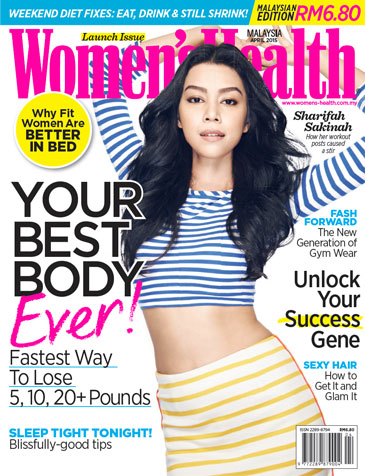 WEEKEND DIET FIXES: EAT, DRINK & STILL SHRINK!
MALAYSIAN
EDITION
RM6.80
Launch Issue
MALAYSIA
APRIL 2015
Women'sHealth
www.womens-health.com.my
Why Fit
Women Are
BETTER
IN BED
Sharifah
Sakinah
How her workout
posts caused
a stir
YOUR
BEST
BODY
Ever!
Fastest Way
To Lose
5, 10, 20+ Pounds
SLEEP TIGHT TONIGHT!
Blissfully-good tips
FASH
FORWARD
The New
Generation of
Gym Wear
Unlock
Your
Success
Gene
SEXY HAIR
How to
Get It and
Glam It
RM6.80